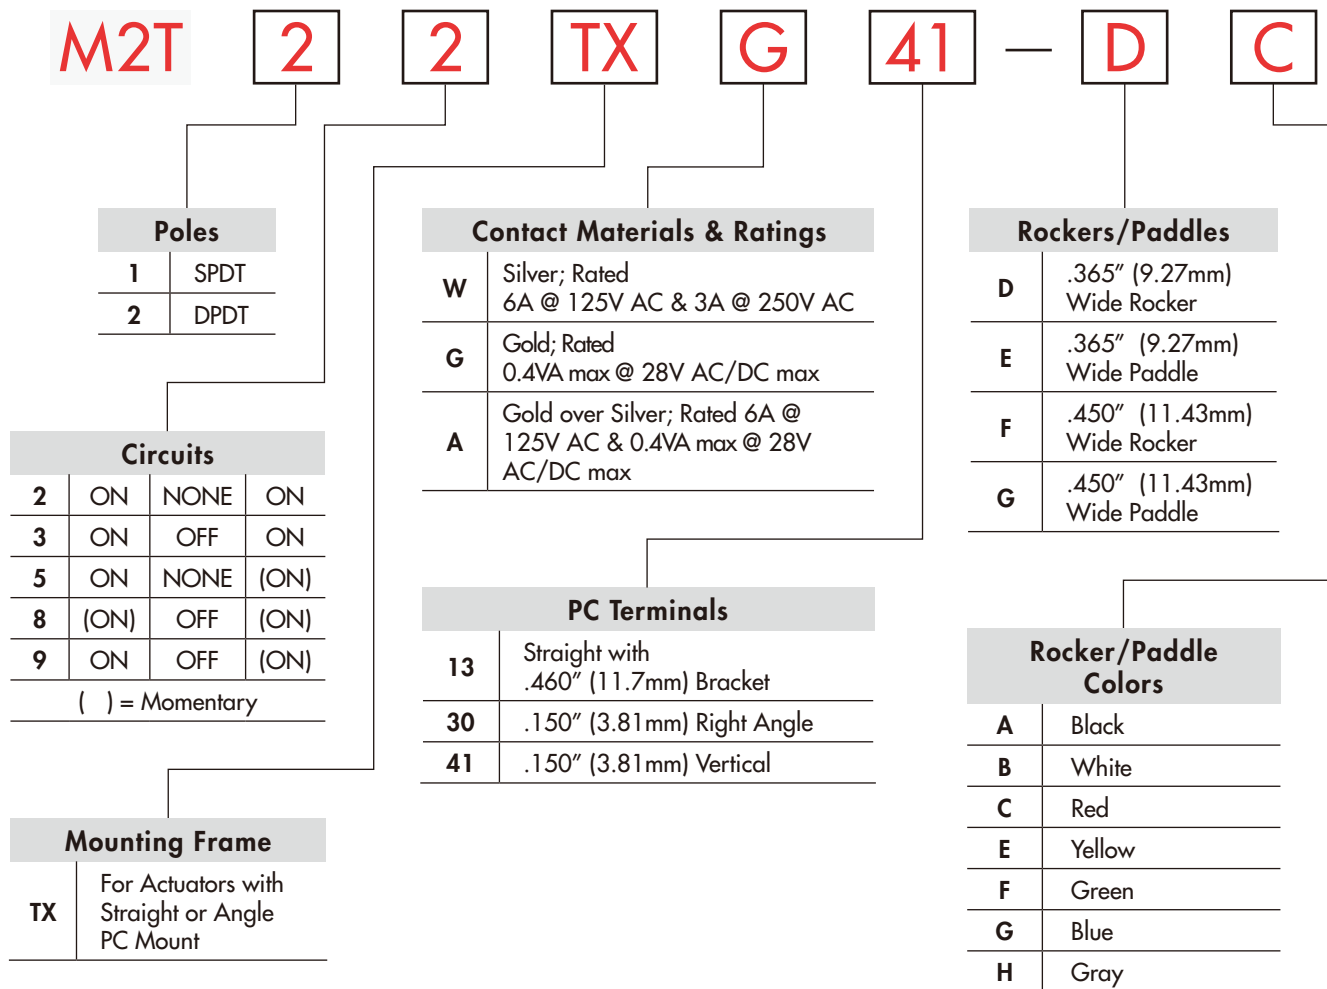 M2T 2 2 TX G 41 — D C
Poles
1 SPDT
2 DPDT
Circuits
2 ON NONE ON
3 ON OFF ON
5 ON NONE (ON)
8 (ON) OFF (ON)
9 ON OFF (ON)
( ) = Momentary
Mounting Frame
TX For Actuators with
Straight or Angle
PC Mount
Contact Materials & Ratings
W Silver; Rated
6A @ 125V AC & 3A @ 250V AC
G Gold; Rated
0.4VA max @ 28V AC/DC max
A Gold over Silver; Rated 6A @
125V AC & 0.4VA max @ 28V
AC/DC max
PC Terminals
13 Straight with
.460″ (11.7mm) Bracket
30 .150″ (3.81mm) Right Angle
41 .150″ (3.81mm) Vertical
Rockers/Paddles
D .365″ (9.27mm)
Wide Rocker
E .365″ (9.27mm)
Wide Paddle
F .450″ (11.43mm)
Wide Rocker
G .450″ (11.43mm)
Wide Paddle
Rocker/Paddle
Colors
A Black
B White
C Red
E Yellow
F Green
G Blue
H Gray